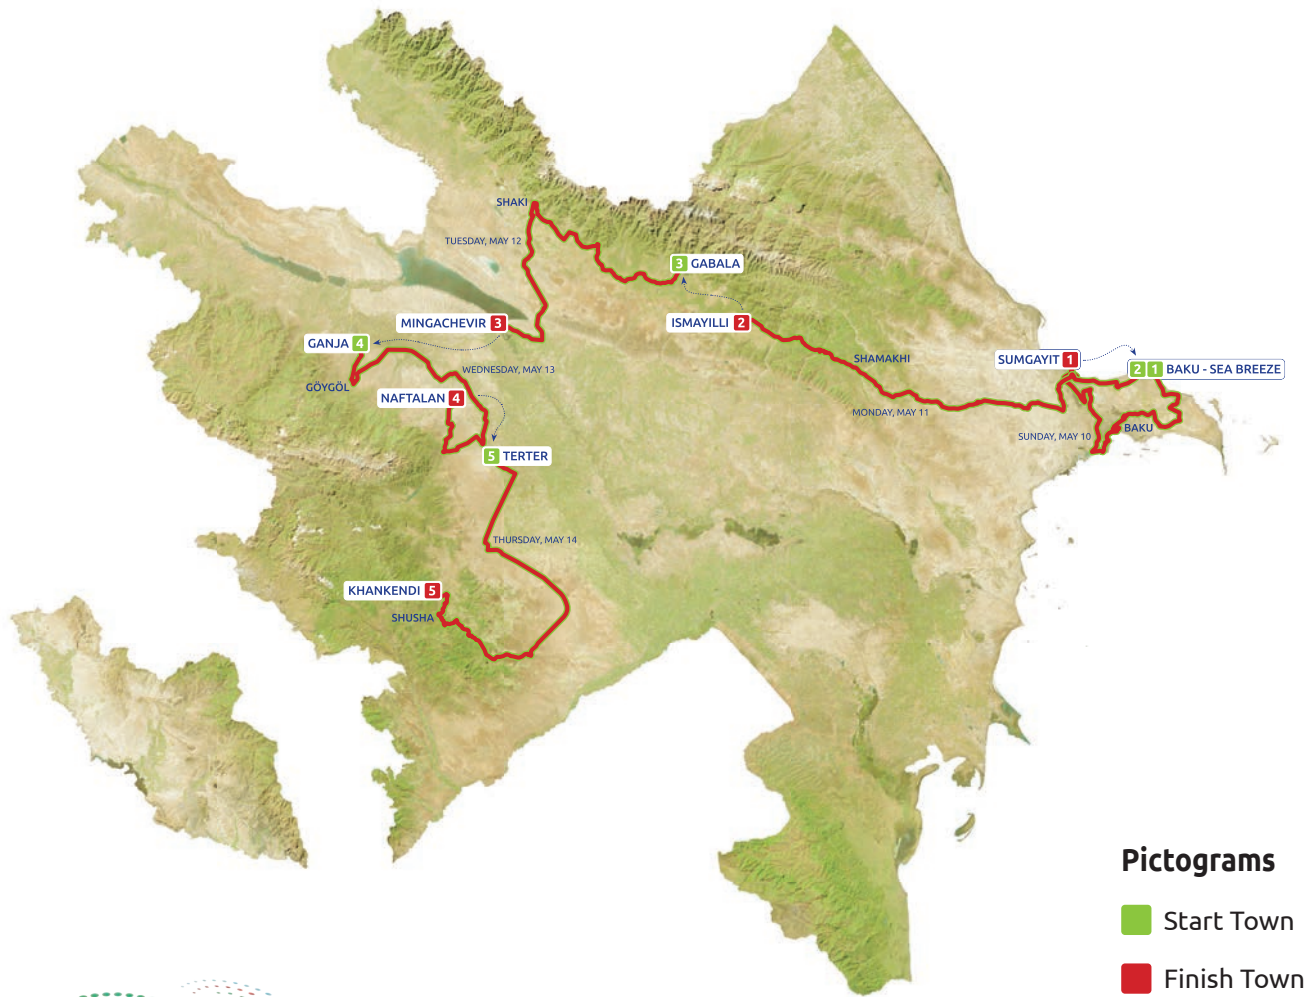 SHAKI
TUESDAY, MAY 12
3 GABALA
MINGACHEVIR 3
ISMAYILLI 2
GANJA 4
SHAMAKHI
SUMGAYIT 1
2 1 BAKU - SEA BREEZE
WEDNESDAY, MAY 13
GÖYGÖL
NAFTALAN 4
MONDAY, MAY 11
SUNDAY, MAY 10
BAKU
5 TERTER
THURSDAY, MAY 14
KHANKENDI 5
SHUSHA
Pictograms
Start Town
Finish Town